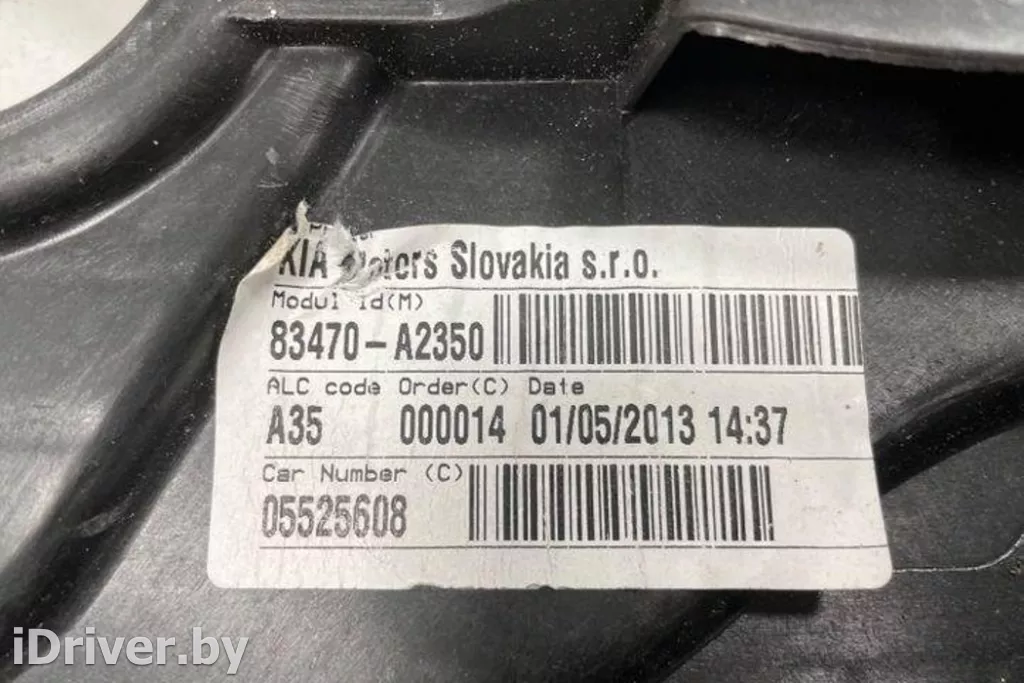 KIA Motors Slovakia s.r.o.
Modul Id(M)
83470-A2350
ALC code Order(C) Date
A35 000014 01/05/2013 14:37
Car Number (C)
05525608
iDriver.by